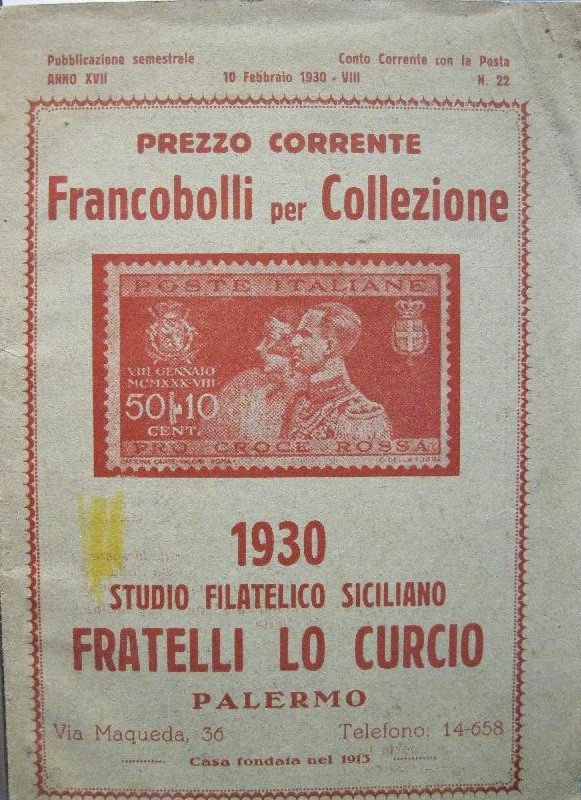 Pubblicazione semestrale Conto Corrente con la Posta
ANNO XVII 10 Febbraio 1930 - VIII N. 22
PREZZO CORRENTE
Francobolli per Collezione
POSTE ITALIANE
VIII GENNAIO
MCMXXX-VIII
50+10
CENT.
PRO CROCE ROSSA
1930
STUDIO FILATELICO SICILIANO
FRATELLI LO CURCIO
PALERMO
Via Maqueda, 36 Telefono: 14-658
Casa fondata nel 1913